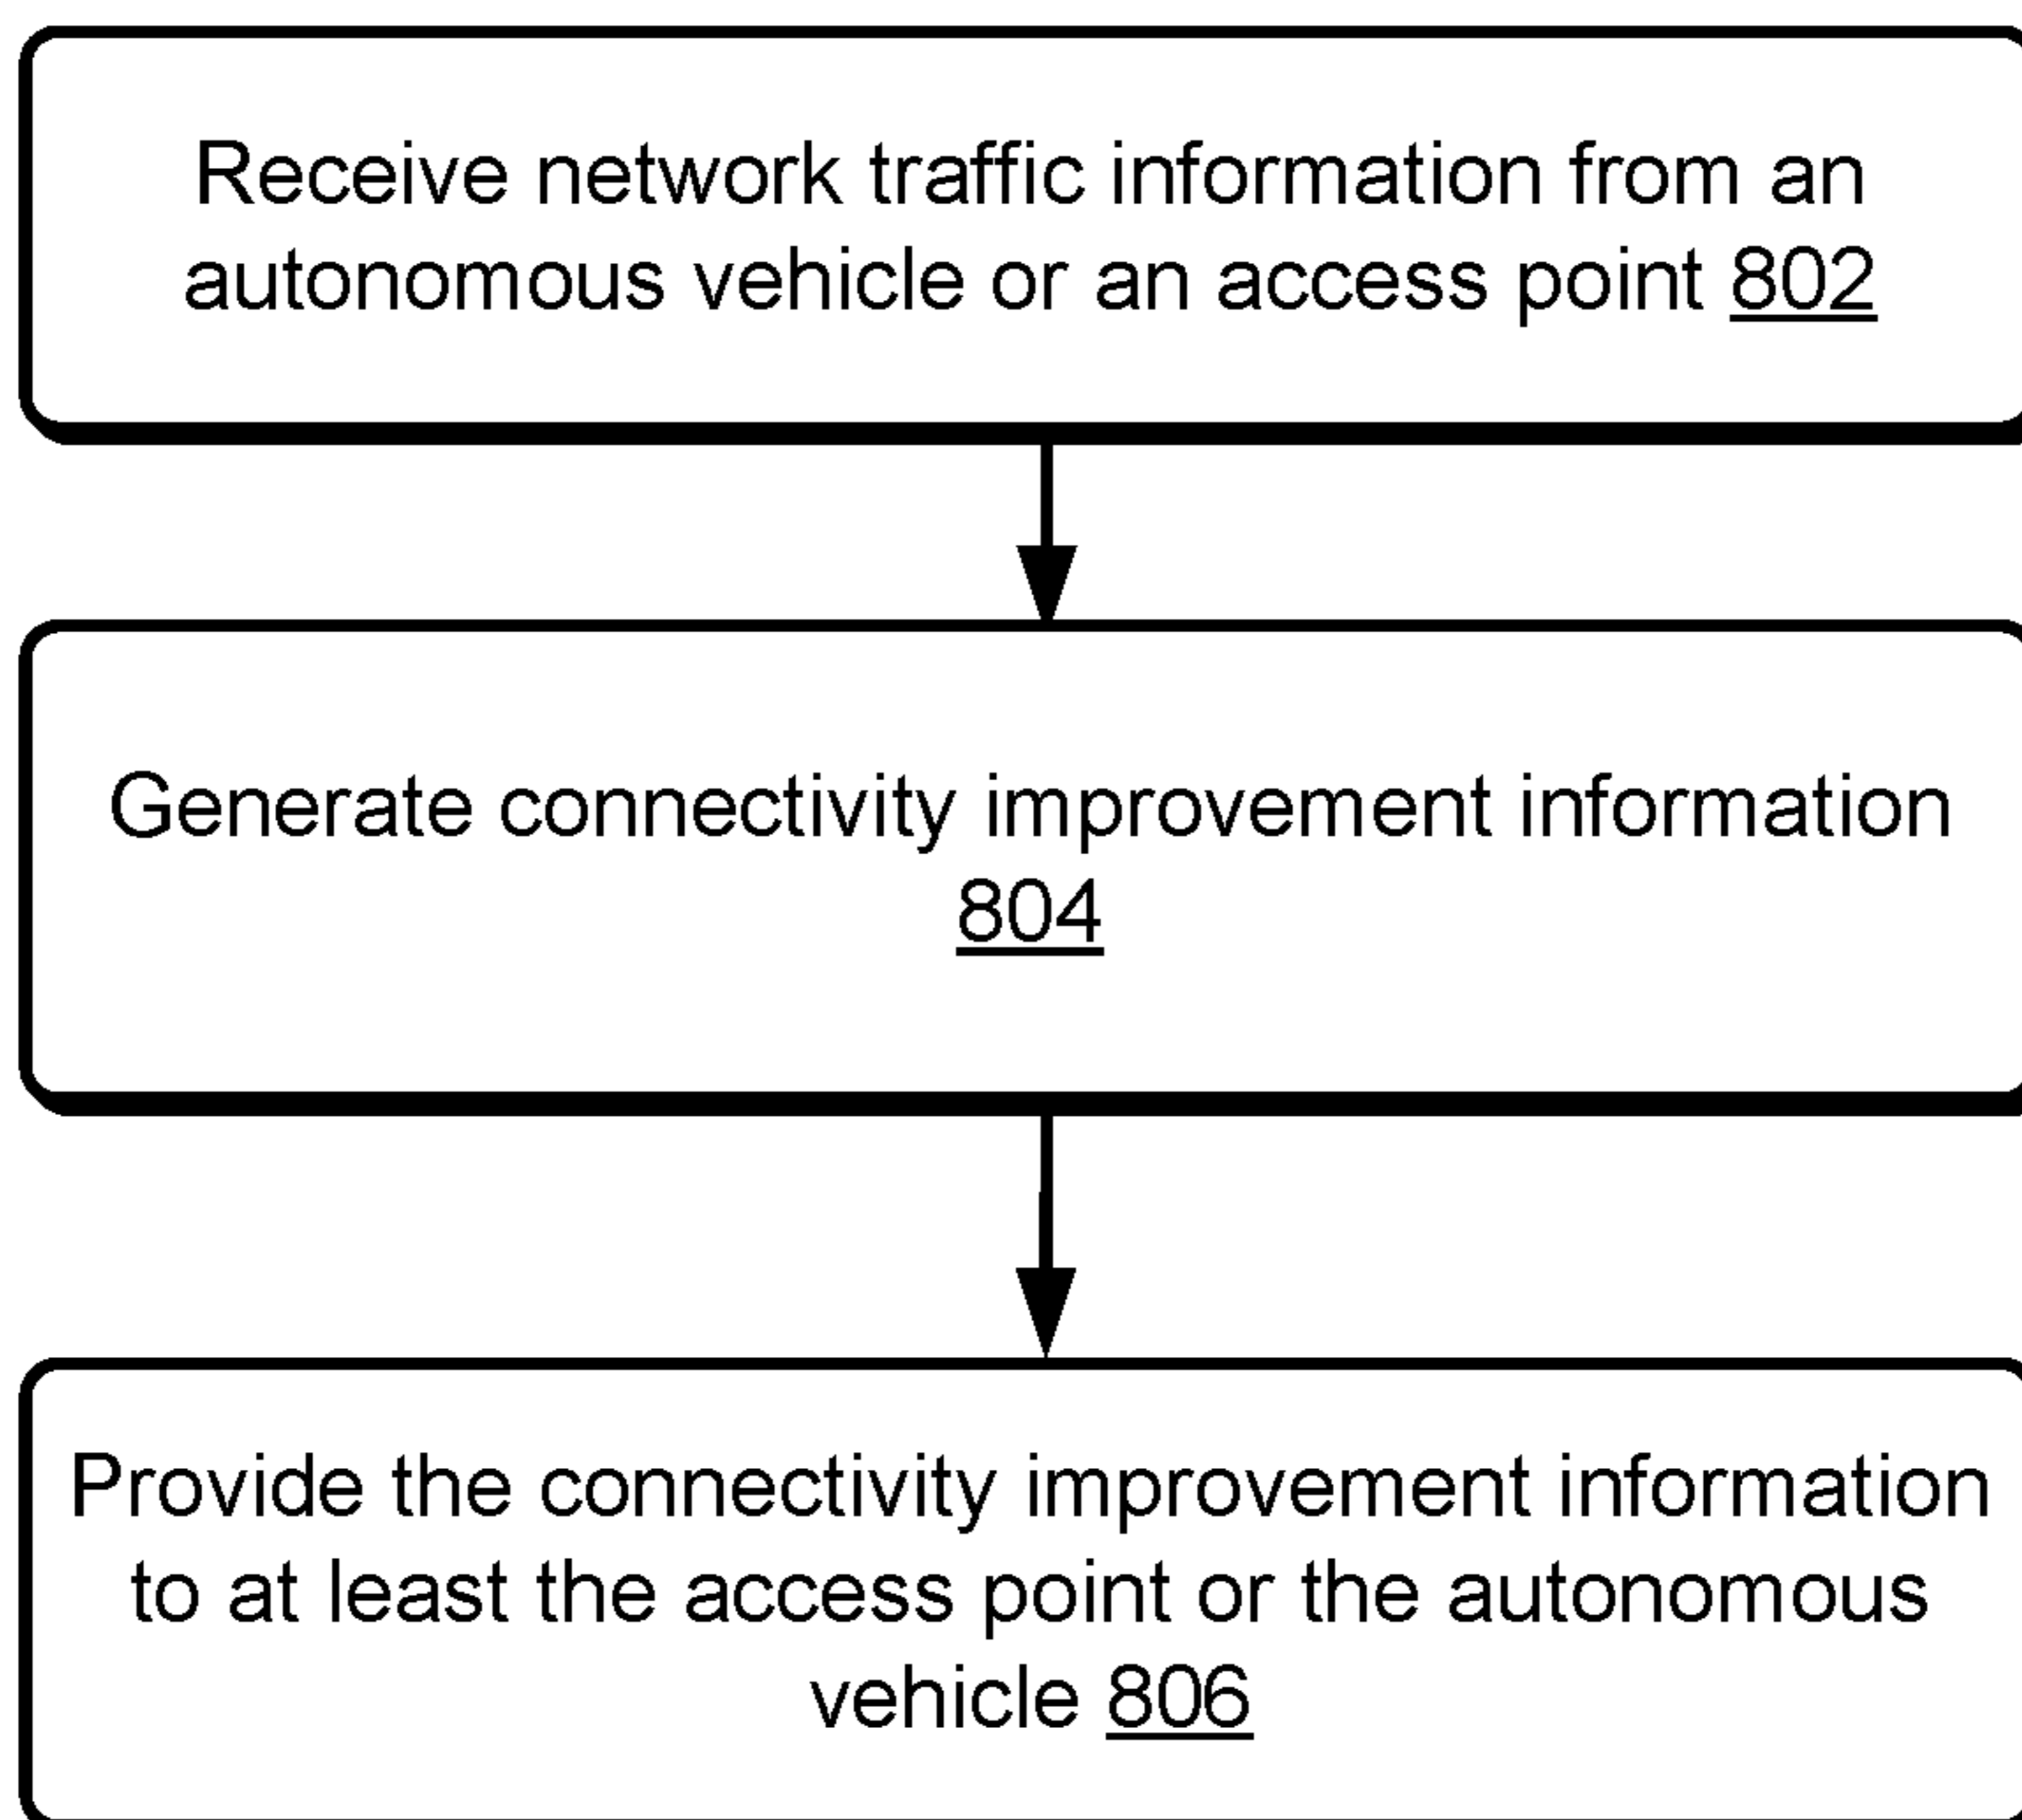 Receive network traffic information from an
autonomous vehicle or an access point 802
Generate connectivity improvement information
804
Provide the connectivity improvement information
to at least the access point or the autonomous
vehicle 806